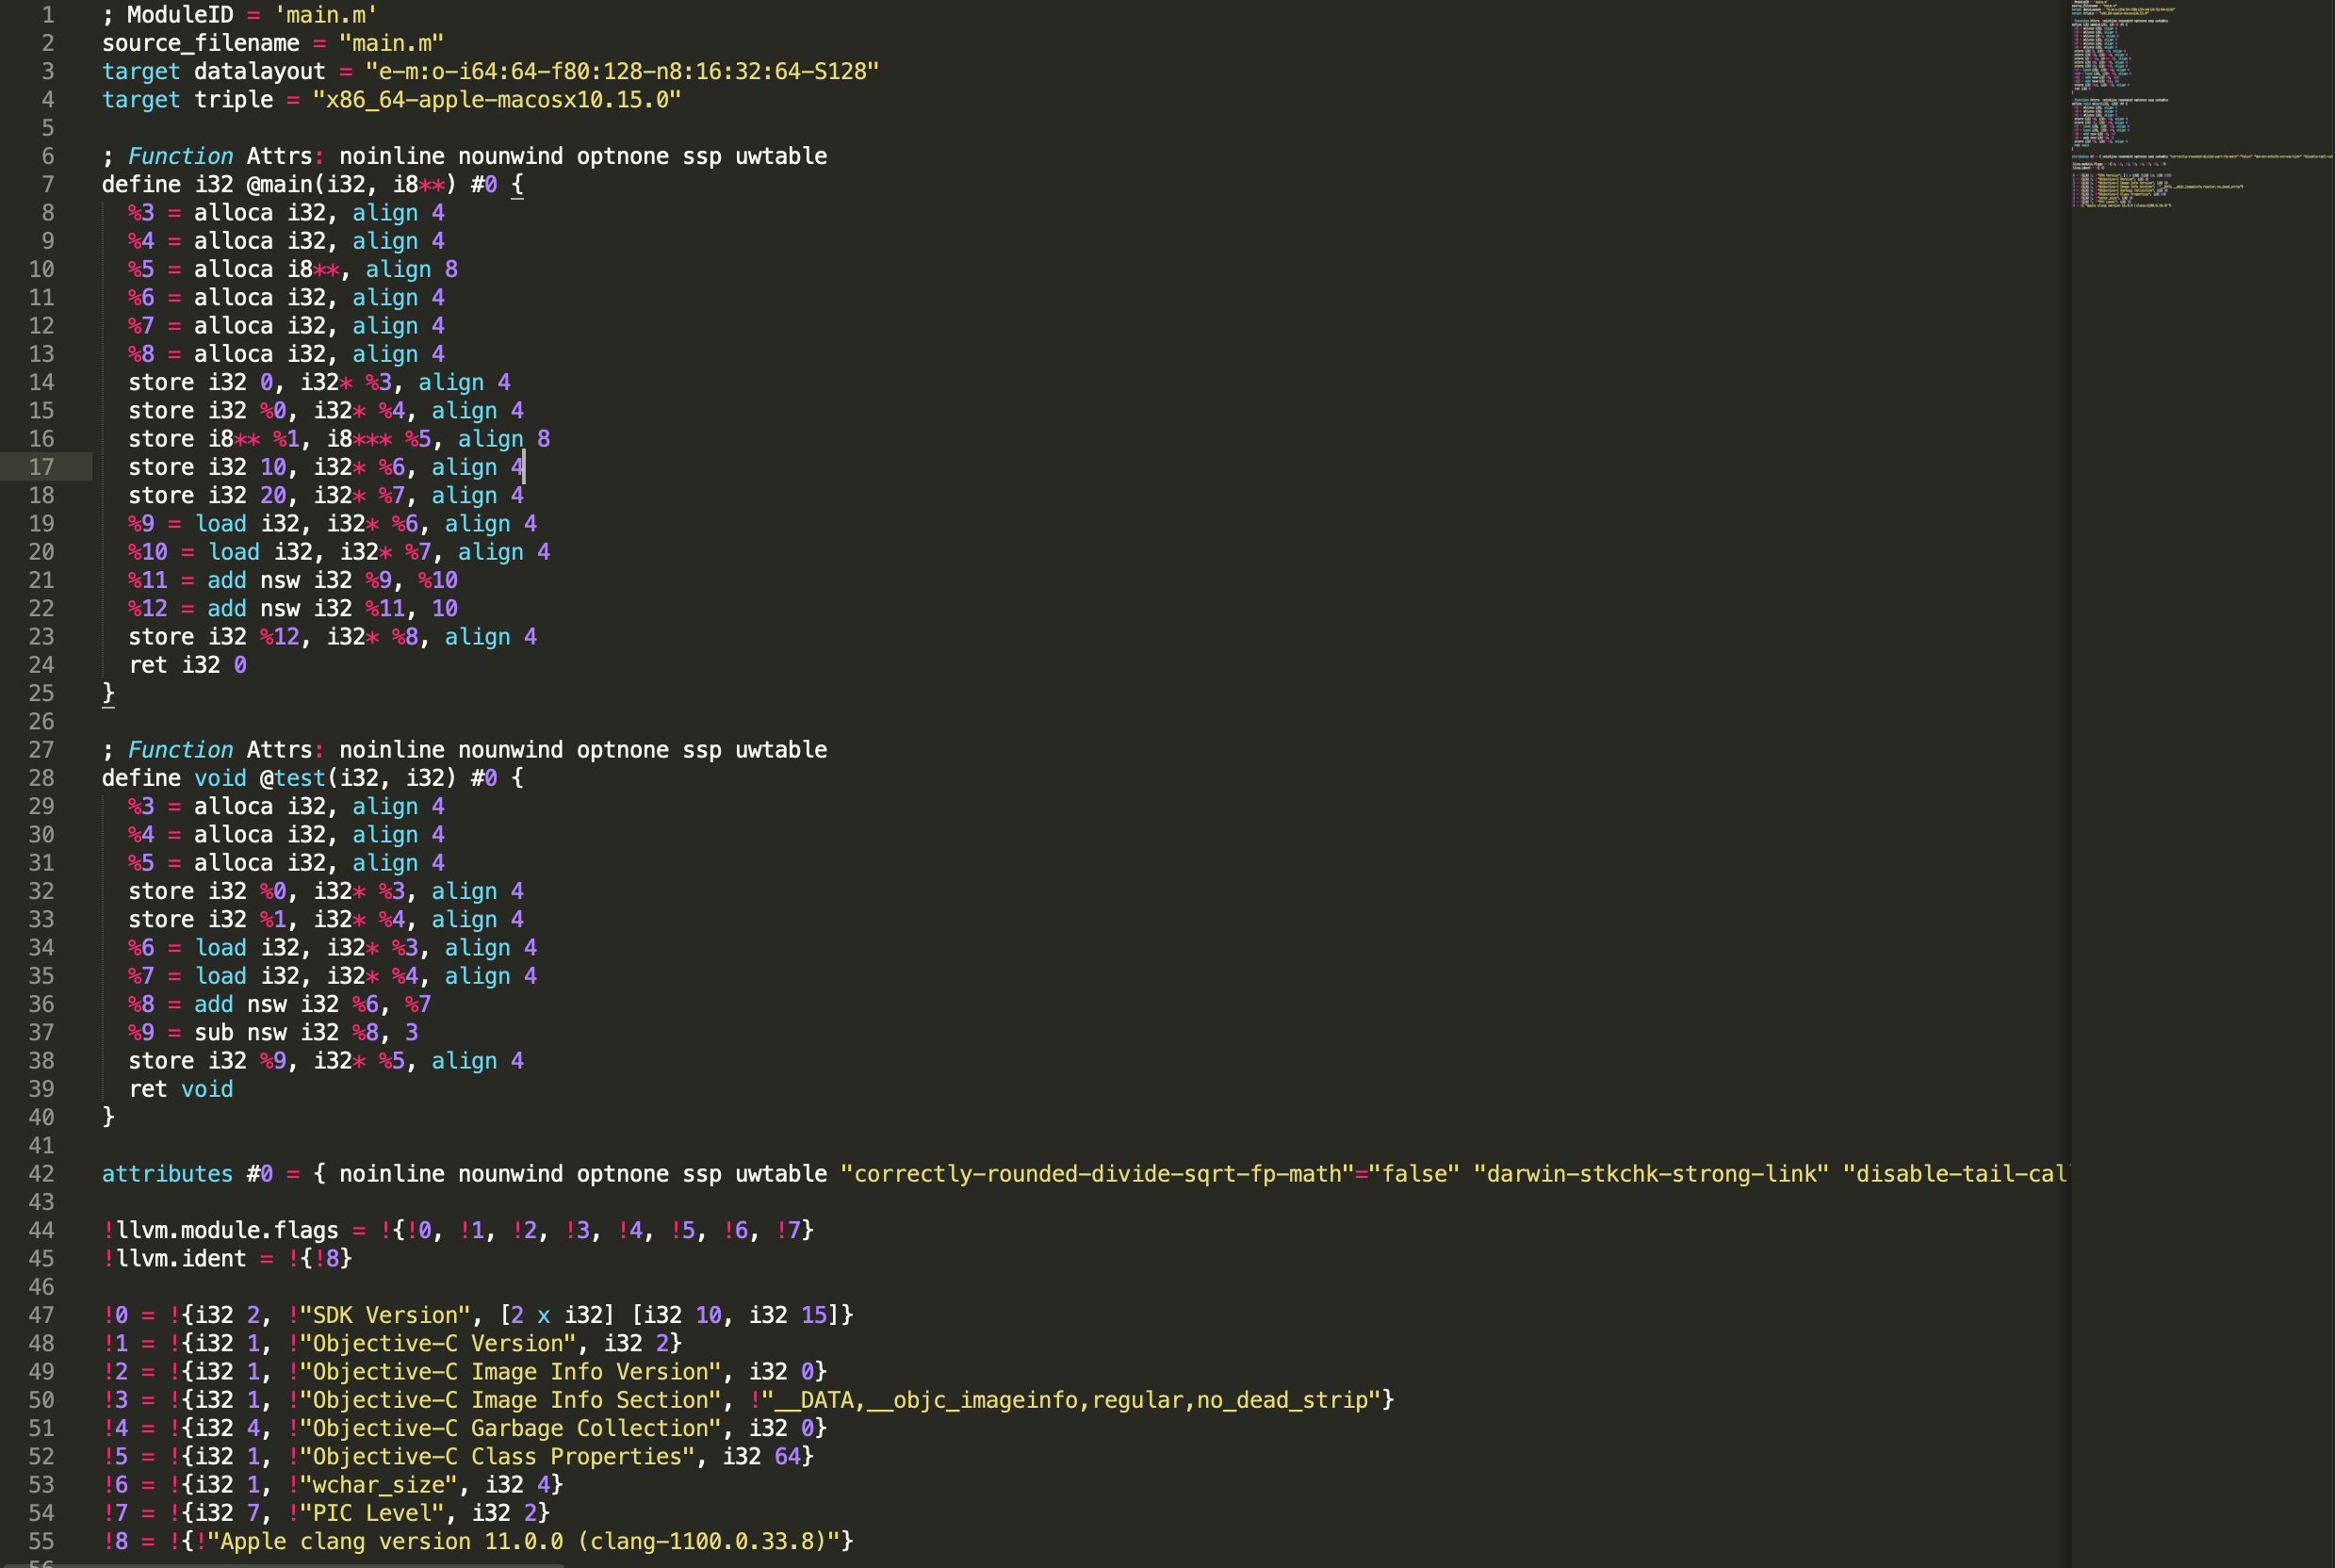 1 ; ModuleID = 'main.m'
2 source_filename = "main.m"
3 target datalayout = "e-m:o-i64:64-f80:128-n8:16:32:64-S128"
4 target triple = "x86_64-apple-macosx10.15.0"
5
6 ; Function Attrs: noinline nounwind optnone ssp uwtable
7 define i32 @main(i32, i8**) #0 {
8 %3 = alloca i32, align 4
9 %4 = alloca i32, align 4
10 %5 = alloca i8**, align 8
11 %6 = alloca i32, align 4
12 %7 = alloca i32, align 4
13 %8 = alloca i32, align 4
14 store i32 0, i32* %3, align 4
15 store i32 %0, i32* %4, align 4
16 store i8** %1, i8*** %5, align 8
17 store i32 10, i32* %6, align 4
18 store i32 20, i32* %7, align 4
19 %9 = load i32, i32* %6, align 4
20 %10 = load i32, i32* %7, align 4
21 %11 = add nsw i32 %9, %10
22 %12 = add nsw i32 %11, 10
23 store i32 %12, i32* %8, align 4
24 ret i32 0
25 }
26
27 ; Function Attrs: noinline nounwind optnone ssp uwtable
28 define void @test(i32, i32) #0 {
29 %3 = alloca i32, align 4
30 %4 = alloca i32, align 4
31 %5 = alloca i32, align 4
32 store i32 %0, i32* %3, align 4
33 store i32 %1, i32* %4, align 4
34 %6 = load i32, i32* %3, align 4
35 %7 = load i32, i32* %4, align 4
36 %8 = add nsw i32 %6, %7
37 %9 = sub nsw i32 %8, 3
38 store i32 %9, i32* %5, align 4
39 ret void
40 }
41
42 attributes #0 = { noinline nounwind optnone ssp uwtable "correctly-rounded-divide-sqrt-fp-math"="false" "darwin-stkchk-strong-link" "disable-tail-cal
43
44 !llvm.module.flags = !{!0, !1, !2, !3, !4, !5, !6, !7}
45 !llvm.ident = !{!8}
46
47 !0 = !{i32 2, !"SDK Version", [2 x i32] [i32 10, i32 15]}
48 !1 = !{i32 1, !"Objective-C Version", i32 2}
49 !2 = !{i32 1, !"Objective-C Image Info Version", i32 0}
50 !3 = !{i32 1, !"Objective-C Image Info Section", !"__DATA,__objc_imageinfo,regular,no_dead_strip"}
51 !4 = !{i32 4, !"Objective-C Garbage Collection", i32 0}
52 !5 = !{i32 1, !"Objective-C Class Properties", i32 64}
53 !6 = !{i32 1, !"wchar_size", i32 4}
54 !7 = !{i32 7, !"PIC Level", i32 2}
55 !8 = !{!"Apple clang version 11.0.0 (clang-1100.0.33.8)"}